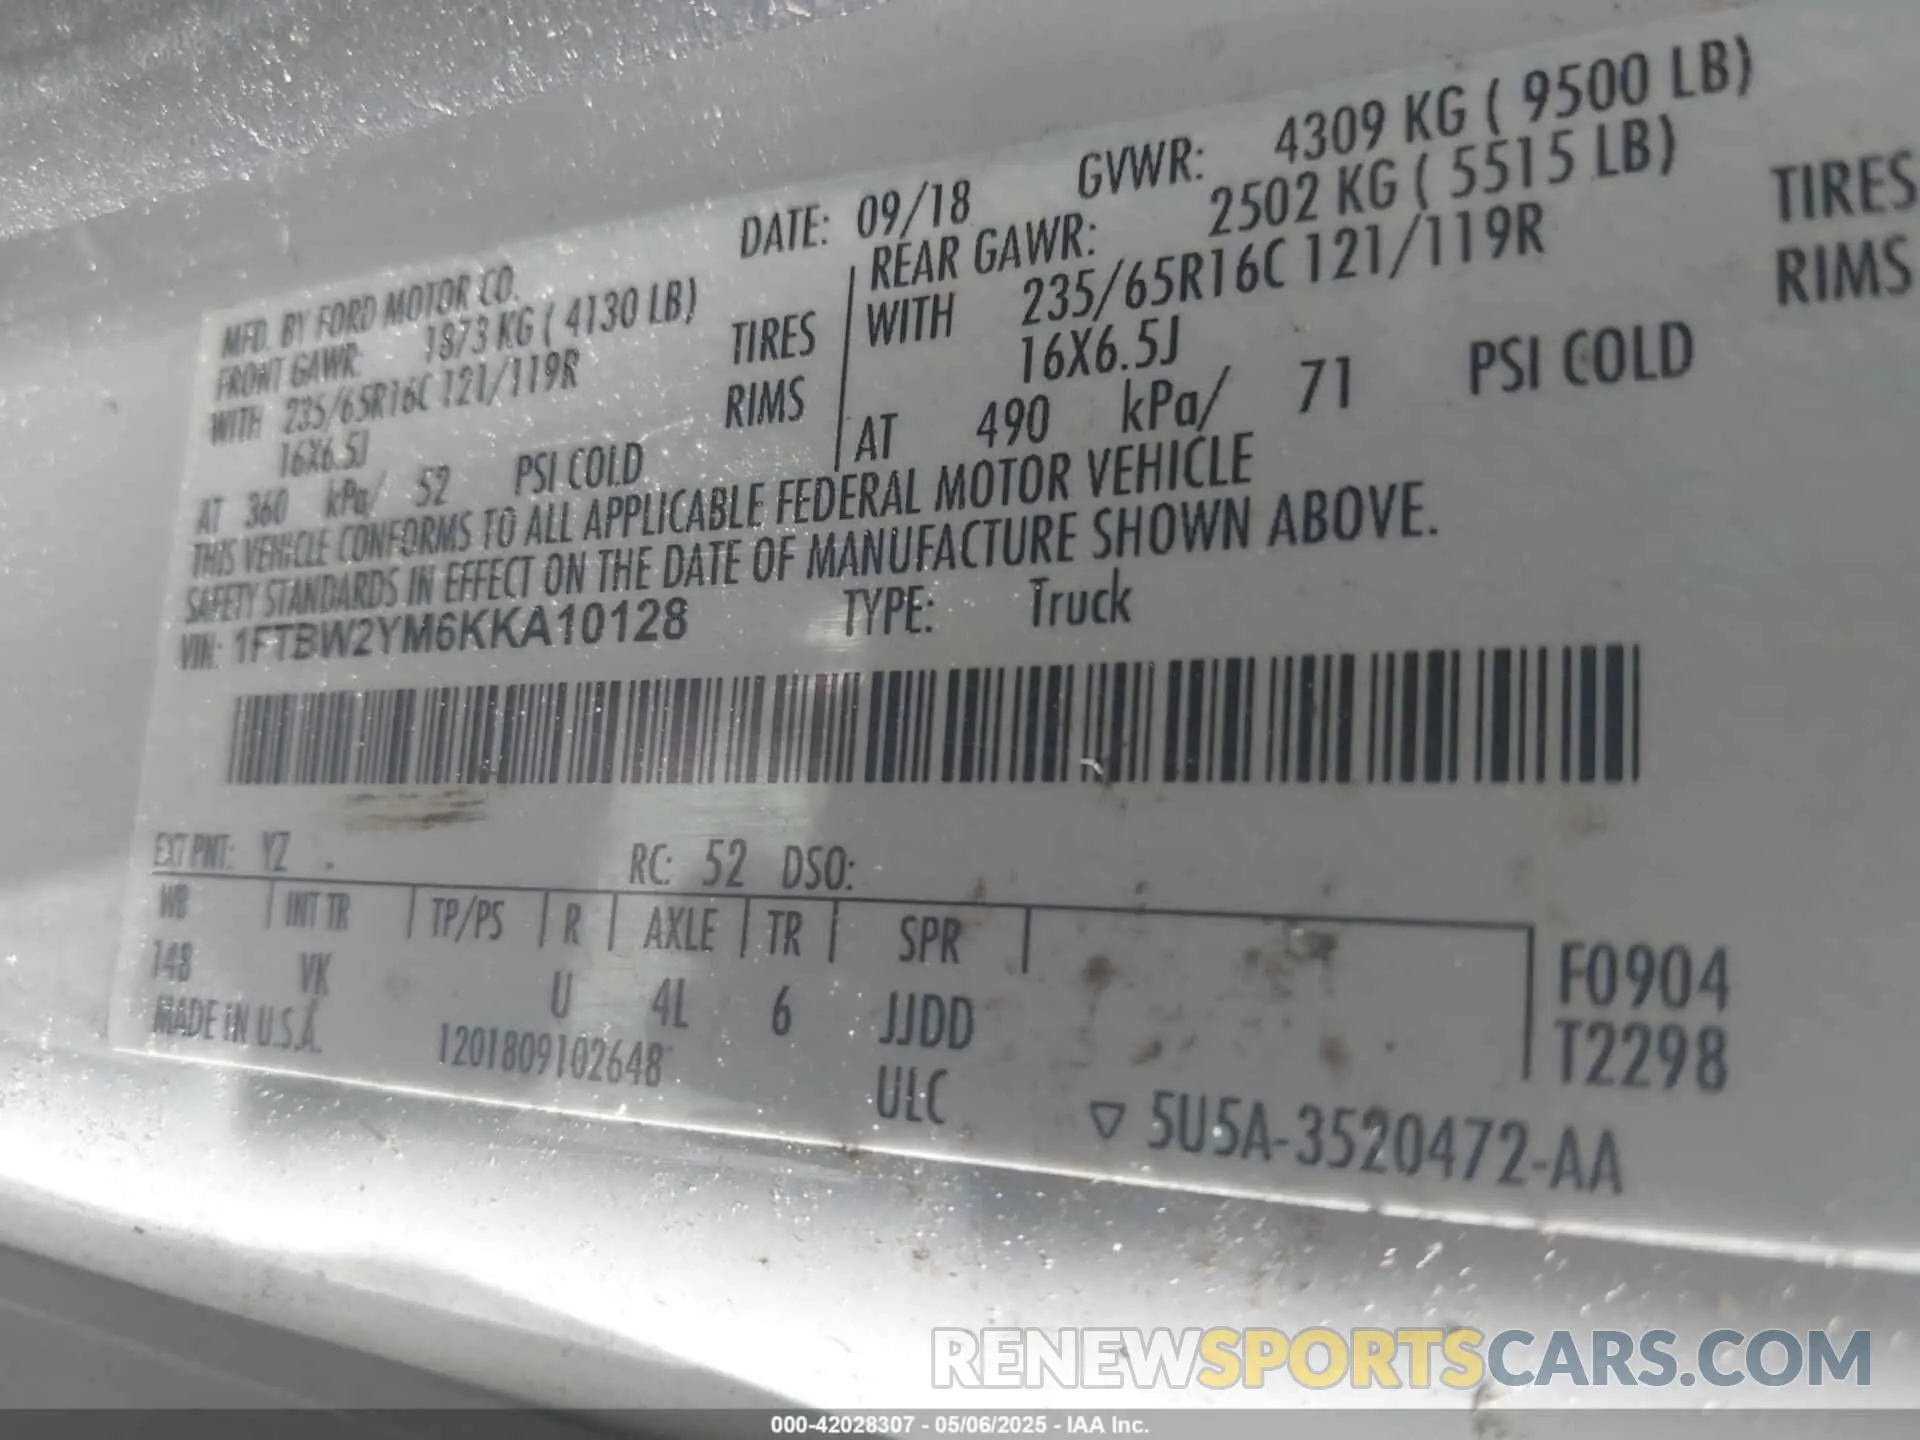 MFD. BY FORD MOTOR CO. DATE: 09/18 GVWR: 4309 KG ( 9500 LB)
FRONT GAWR: 1873 KG ( 4130 LB) REAR GAWR: 2502 KG ( 5515 LB)
WITH 235/65R16C 121/119R TIRES WITH 235/65R16C 121/119R TIRES
16X6.5J RIMS 16X6.5J RIMS
AT 360 kPa/ 52 PSI COLD AT 490 kPa/ 71 PSI COLD
THIS VEHICLE CONFORMS TO ALL APPLICABLE FEDERAL MOTOR VEHICLE
SAFETY STANDARDS IN EFFECT ON THE DATE OF MANUFACTURE SHOWN ABOVE.
VIN: 1FTBW2YM6KKA10128 TYPE: Truck
EXT PNT: YZ . RC: 52 DSO:
WB INT TR TP/PS R AXLE TR SPR
148 VK U 4L 6 JJDD F0904
MADE IN U.S.A. 1201809102648 ULC T2298
▽ 5U5A-3520472-AA
RENEWSPORTSCARS.COM
000-42028307 - 05/06/2025 - IAA Inc.